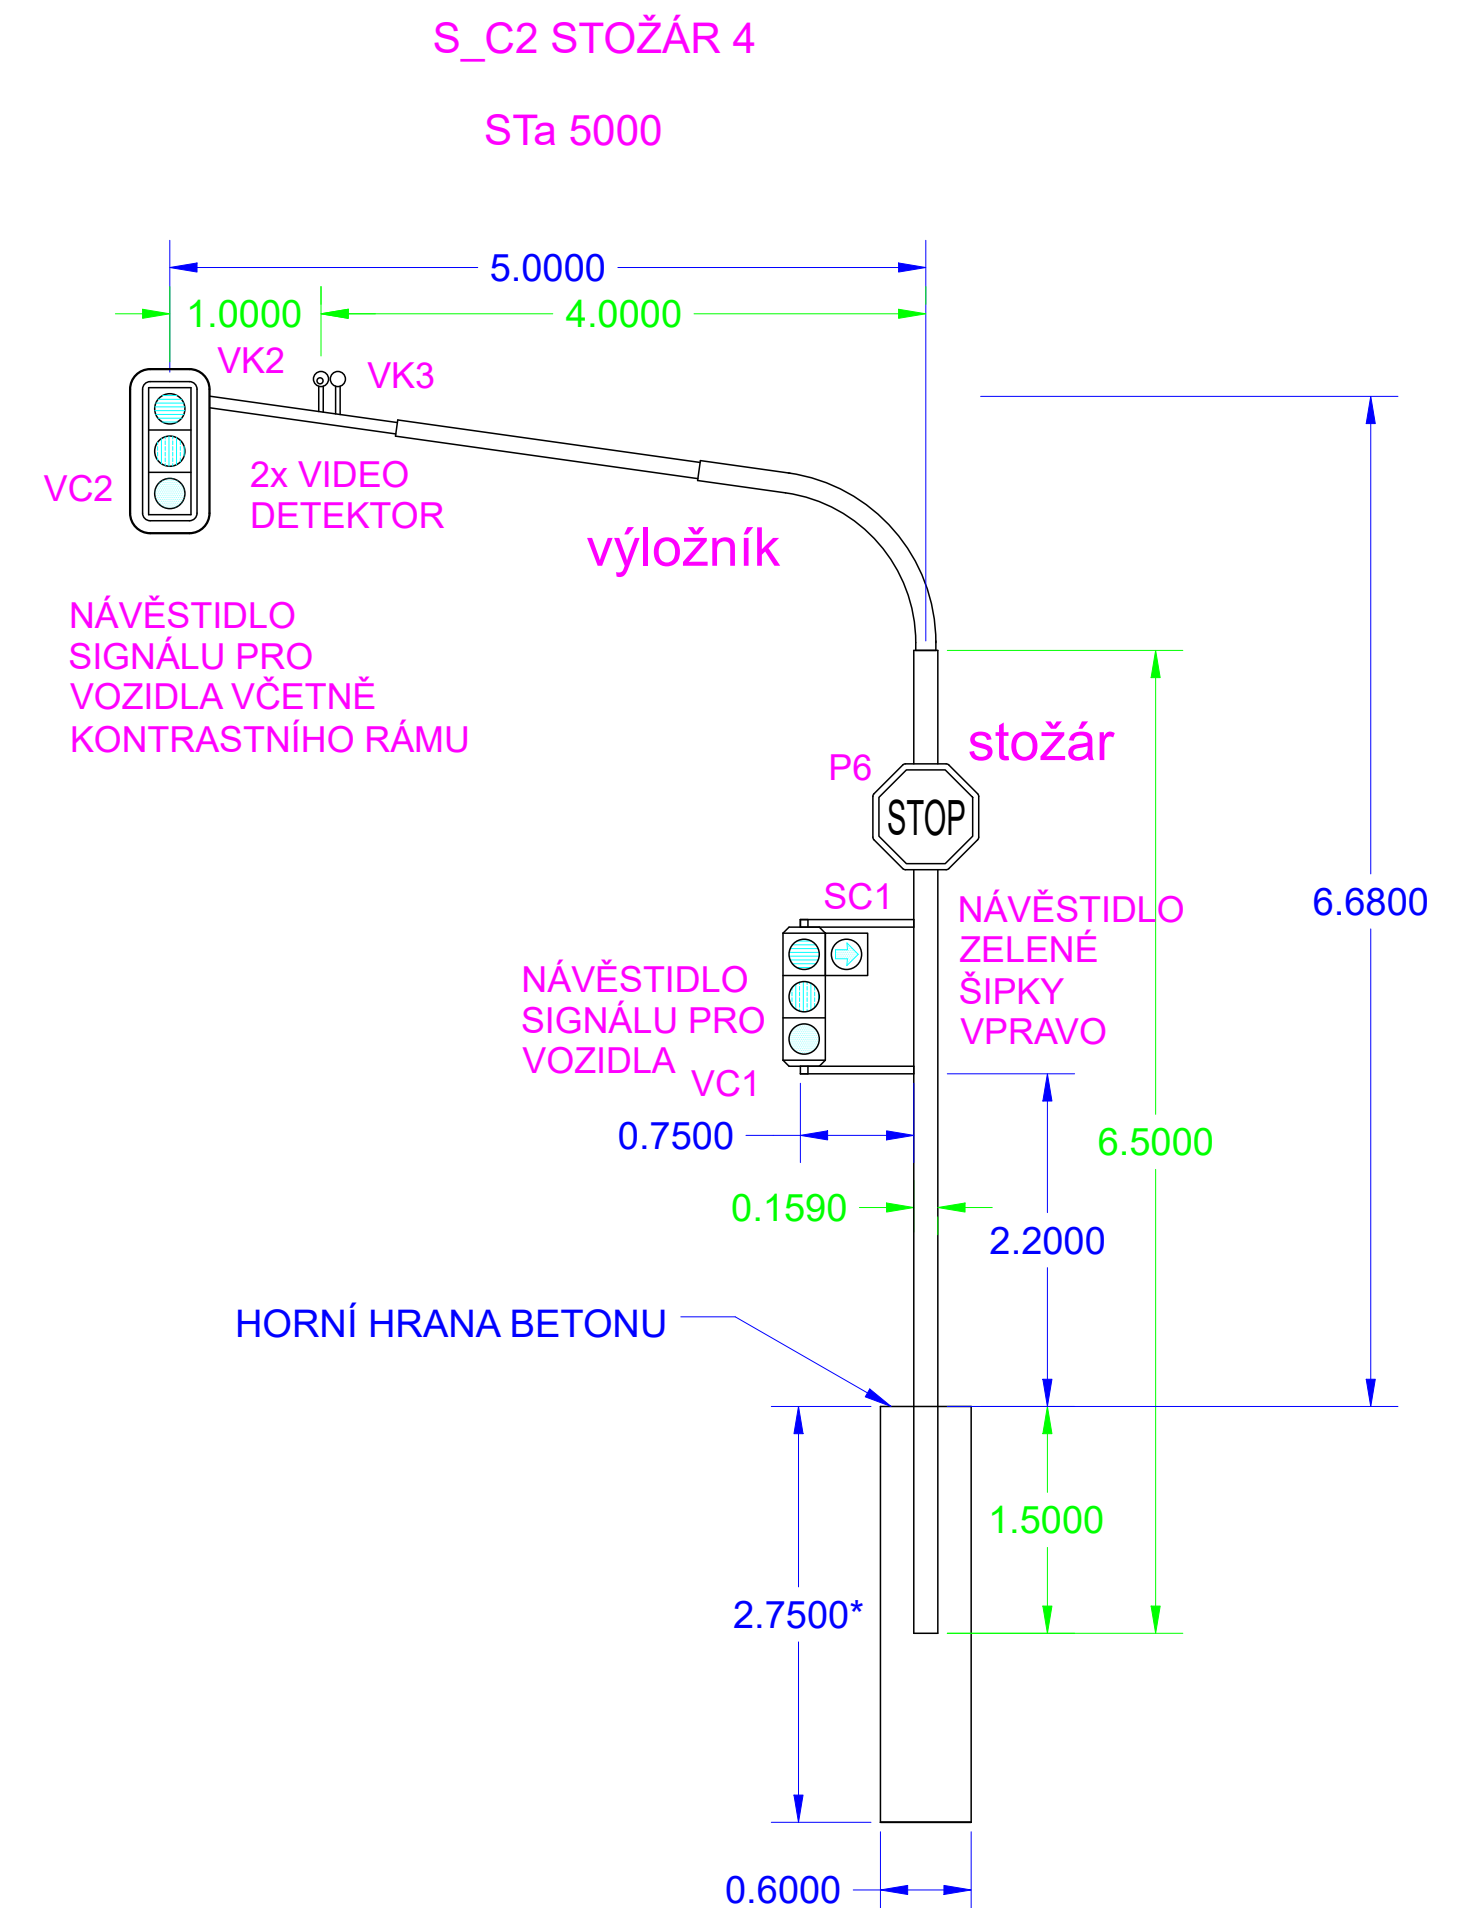 S_C2 STOŽÁR 4
STa 5000
5.0000
1.0000
4.0000
VK2
VK3
VC2
2x VIDEO
DETEKTOR
výložník
NÁVĚSTIDLO
SIGNÁLU PRO
VOZIDLA VČETNĚ
KONTRASTNÍHO RÁMU
stožár
P6
STOP
SC1
6.6800
NÁVĚSTIDLO
ZELENÉ
ŠIPKY
VPRAVO
NÁVĚSTIDLO
SIGNÁLU PRO
VOZIDLA
VC1
0.7500
6.5000
0.1590
2.2000
HORNÍ HRANA BETONU
1.5000
2.7500*
0.6000